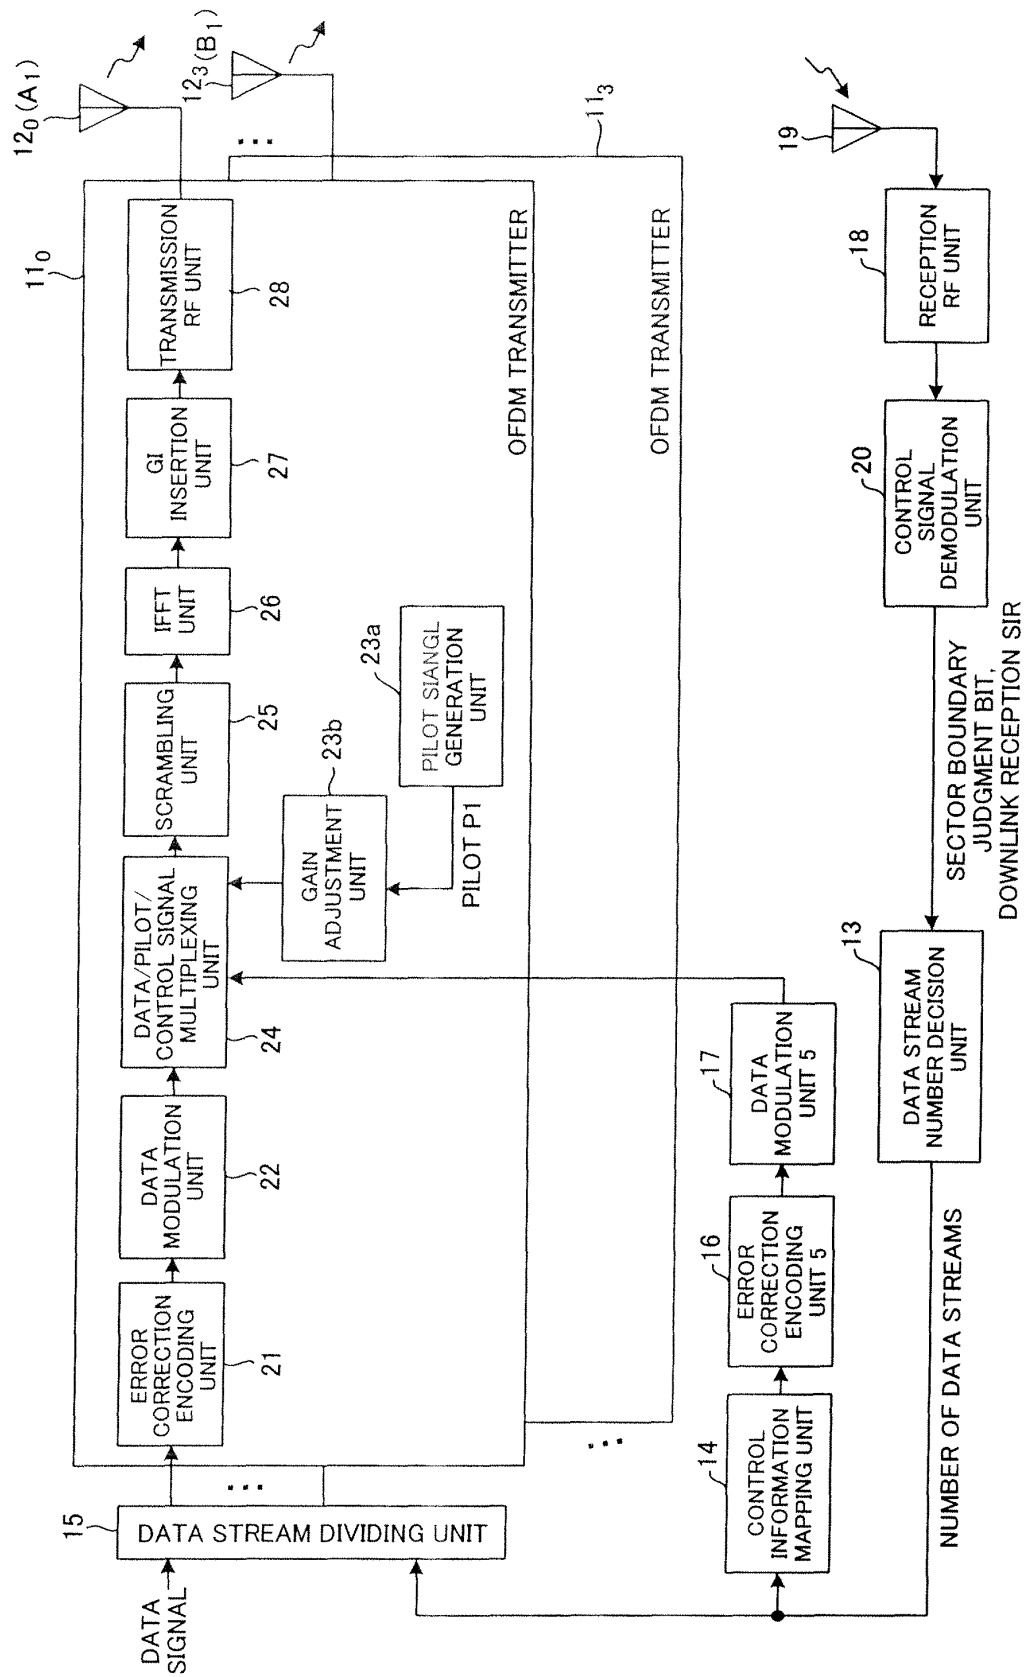 DATA
SIGNAL
15
DATA STREAM DIVIDING UNIT
11₀
ERROR
CORRECTION
ENCODING
UNIT
21
DATA
MODULATION
UNIT
22
DATA/PILOT/
CONTROL SIGNAL
MULTIPLEXING
UNIT
24
SCRAMBLING
UNIT
25
IFFT
UNIT
26
GI
INSERTION
UNIT
27
TRANSMISSION
RF UNIT
28
12₀(A₁)
12₃(B₁)
23b
GAIN
ADJUSTMENT
UNIT
23a
PILOT SIANGL
GENERATION
UNIT
PILOT P1
OFDM TRANSMITTER
11₃
OFDM TRANSMITTER
14
CONTROL
INFORMATION
MAPPING UNIT
16
ERROR
CORRECTION
ENCODING
UNIT 5
17
DATA
MODULATION
UNIT 5
19
18
RECEPTION
RF UNIT
20
CONTROL
SIGNAL
DEMODULATION
UNIT
SECTOR BOUNDARY
JUDGMENT BIT,
DOWNLINK RECEPTION SIR
13
DATA STREAM
NUMBER DECISION
UNIT
NUMBER OF DATA STREAMS